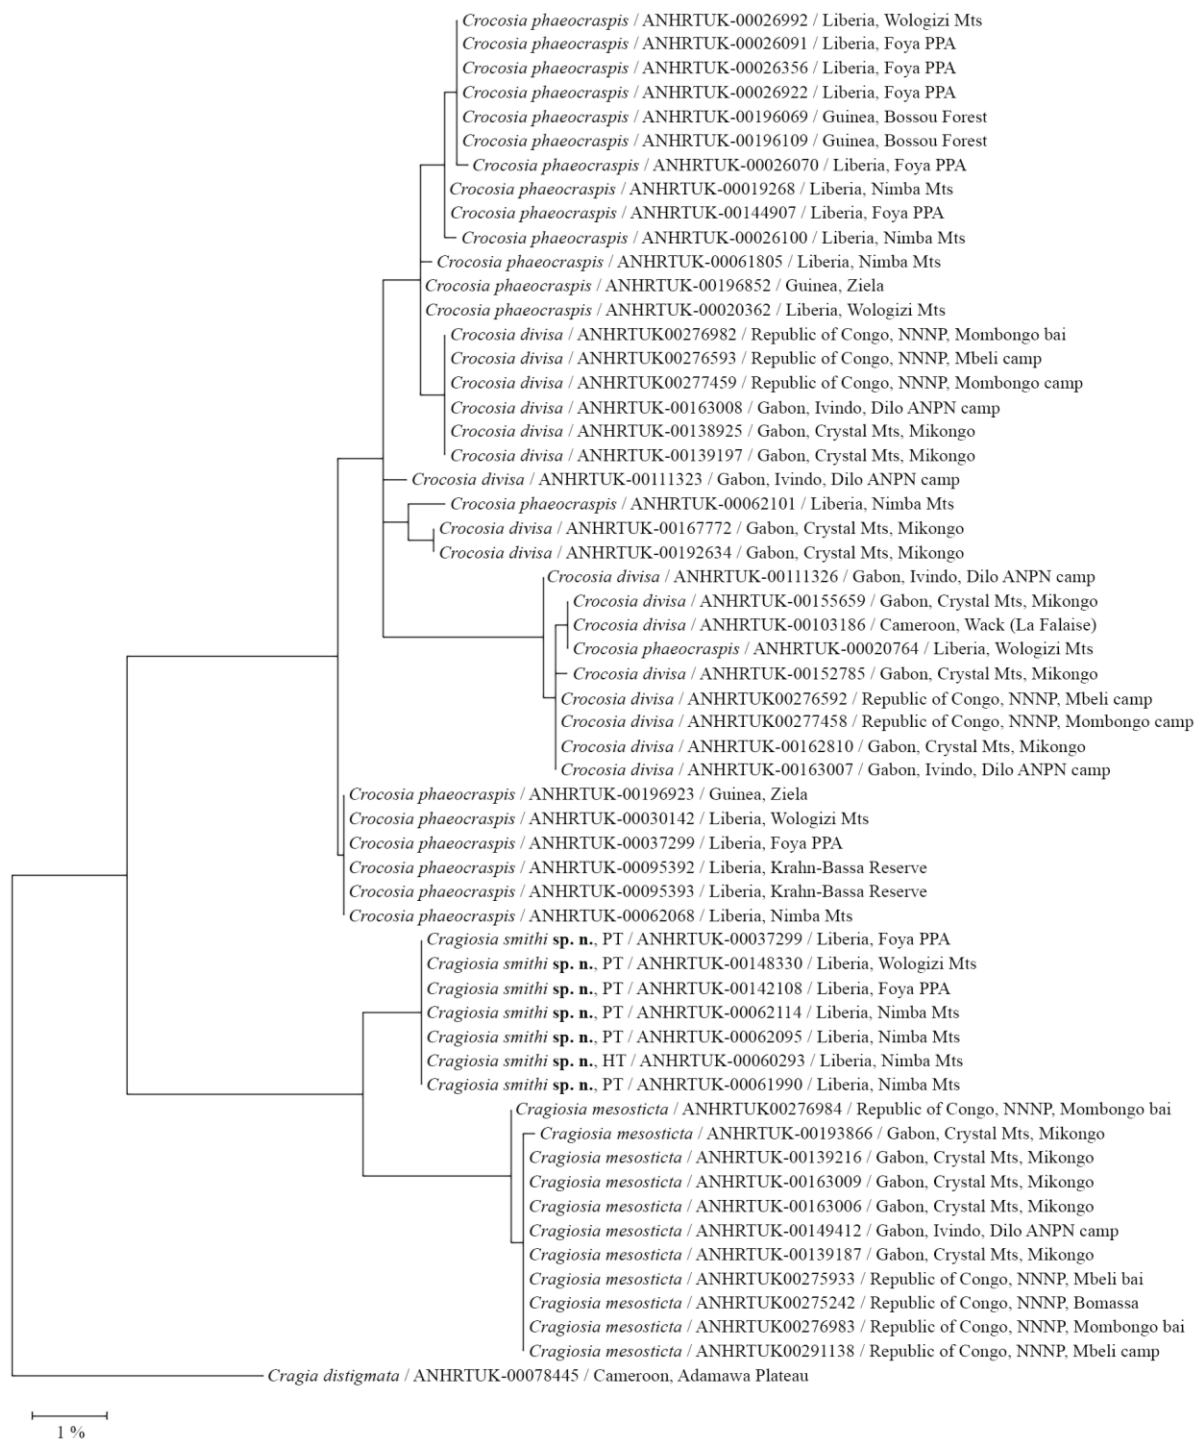 Crocosia phaeocraspis / ANHRTUK-00026992 / Liberia, Wologizi Mts
Crocosia phaeocraspis / ANHRTUK-00026091 / Liberia, Foya PPA
Crocosia phaeocraspis / ANHRTUK-00026356 / Liberia, Foya PPA
Crocosia phaeocraspis / ANHRTUK-00026922 / Liberia, Foya PPA
Crocosia phaeocraspis / ANHRTUK-00196069 / Guinea, Bossou Forest
Crocosia phaeocraspis / ANHRTUK-00196109 / Guinea, Bossou Forest
Crocosia phaeocraspis / ANHRTUK-00026070 / Liberia, Foya PPA
Crocosia phaeocraspis / ANHRTUK-00019268 / Liberia, Nimba Mts
Crocosia phaeocraspis / ANHRTUK-00144907 / Liberia, Foya PPA
Crocosia phaeocraspis / ANHRTUK-00026100 / Liberia, Nimba Mts
Crocosia phaeocraspis / ANHRTUK-00061805 / Liberia, Nimba Mts
Crocosia phaeocraspis / ANHRTUK-00196852 / Guinea, Ziela
Crocosia phaeocraspis / ANHRTUK-00020362 / Liberia, Wologizi Mts
Crocosia divisa / ANHRTUK00276982 / Republic of Congo, NNNP, Mombongo bai
Crocosia divisa / ANHRTUK00276593 / Republic of Congo, NNNP, Mbeli camp
Crocosia divisa / ANHRTUK00277459 / Republic of Congo, NNNP, Mombongo camp
Crocosia divisa / ANHRTUK-00163008 / Gabon, Ivindo, Dilo ANPN camp
Crocosia divisa / ANHRTUK-00138925 / Gabon, Crystal Mts, Mikongo
Crocosia divisa / ANHRTUK-00139197 / Gabon, Crystal Mts, Mikongo
Crocosia divisa / ANHRTUK-00111323 / Gabon, Ivindo, Dilo ANPN camp
Crocosia phaeocraspis / ANHRTUK-00062101 / Liberia, Nimba Mts
Crocosia divisa / ANHRTUK-00167772 / Gabon, Crystal Mts, Mikongo
Crocosia divisa / ANHRTUK-00192634 / Gabon, Crystal Mts, Mikongo
Crocosia divisa / ANHRTUK-00111326 / Gabon, Ivindo, Dilo ANPN camp
Crocosia divisa / ANHRTUK-00155659 / Gabon, Crystal Mts, Mikongo
Crocosia divisa / ANHRTUK-00103186 / Cameroon, Wack (La Falaise)
Crocosia phaeocraspis / ANHRTUK-00020764 / Liberia, Wologizi Mts
Crocosia divisa / ANHRTUK-00152785 / Gabon, Crystal Mts, Mikongo
Crocosia divisa / ANHRTUK00276592 / Republic of Congo, NNNP, Mbeli camp
Crocosia divisa / ANHRTUK00277458 / Republic of Congo, NNNP, Mombongo camp
Crocosia divisa / ANHRTUK-00162810 / Gabon, Crystal Mts, Mikongo
Crocosia divisa / ANHRTUK-00163007 / Gabon, Ivindo, Dilo ANPN camp
Crocosia phaeocraspis / ANHRTUK-00196923 / Guinea, Ziela
Crocosia phaeocraspis / ANHRTUK-00030142 / Liberia, Wologizi Mts
Crocosia phaeocraspis / ANHRTUK-00037299 / Liberia, Foya PPA
Crocosia phaeocraspis / ANHRTUK-00095392 / Liberia, Krahn-Bassa Reserve
Crocosia phaeocraspis / ANHRTUK-00095393 / Liberia, Krahn-Bassa Reserve
Crocosia phaeocraspis / ANHRTUK-00062068 / Liberia, Nimba Mts
Cragiosia smithi sp. n., PT / ANHRTUK-00037299 / Liberia, Foya PPA
Cragiosia smithi sp. n., PT / ANHRTUK-00148330 / Liberia, Wologizi Mts
Cragiosia smithi sp. n., PT / ANHRTUK-00142108 / Liberia, Foya PPA
Cragiosia smithi sp. n., PT / ANHRTUK-00062114 / Liberia, Nimba Mts
Cragiosia smithi sp. n., PT / ANHRTUK-00062095 / Liberia, Nimba Mts
Cragiosia smithi sp. n., HT / ANHRTUK-00060293 / Liberia, Nimba Mts
Cragiosia smithi sp. n., PT / ANHRTUK-00061990 / Liberia, Nimba Mts
Cragiosia mesosticta / ANHRTUK00276984 / Republic of Congo, NNNP, Mombongo bai
Cragiosia mesosticta / ANHRTUK-00193866 / Gabon, Crystal Mts, Mikongo
Cragiosia mesosticta / ANHRTUK-00139216 / Gabon, Crystal Mts, Mikongo
Cragiosia mesosticta / ANHRTUK-00163009 / Gabon, Crystal Mts, Mikongo
Cragiosia mesosticta / ANHRTUK-00163006 / Gabon, Crystal Mts, Mikongo
Cragiosia mesosticta / ANHRTUK-00149412 / Gabon, Ivindo, Dilo ANPN camp
Cragiosia mesosticta / ANHRTUK-00139187 / Gabon, Crystal Mts, Mikongo
Cragiosia mesosticta / ANHRTUK00275933 / Republic of Congo, NNNP, Mbeli bai
Cragiosia mesosticta / ANHRTUK00275242 / Republic of Congo, NNNP, Bomassa
Cragiosia mesosticta / ANHRTUK00276983 / Republic of Congo, NNNP, Mombongo bai
Cragiosia mesosticta / ANHRTUK00291138 / Republic of Congo, NNNP, Mbeli camp
Cragia distigmata / ANHRTUK-00078445 / Cameroon, Adamawa Plateau
1 %